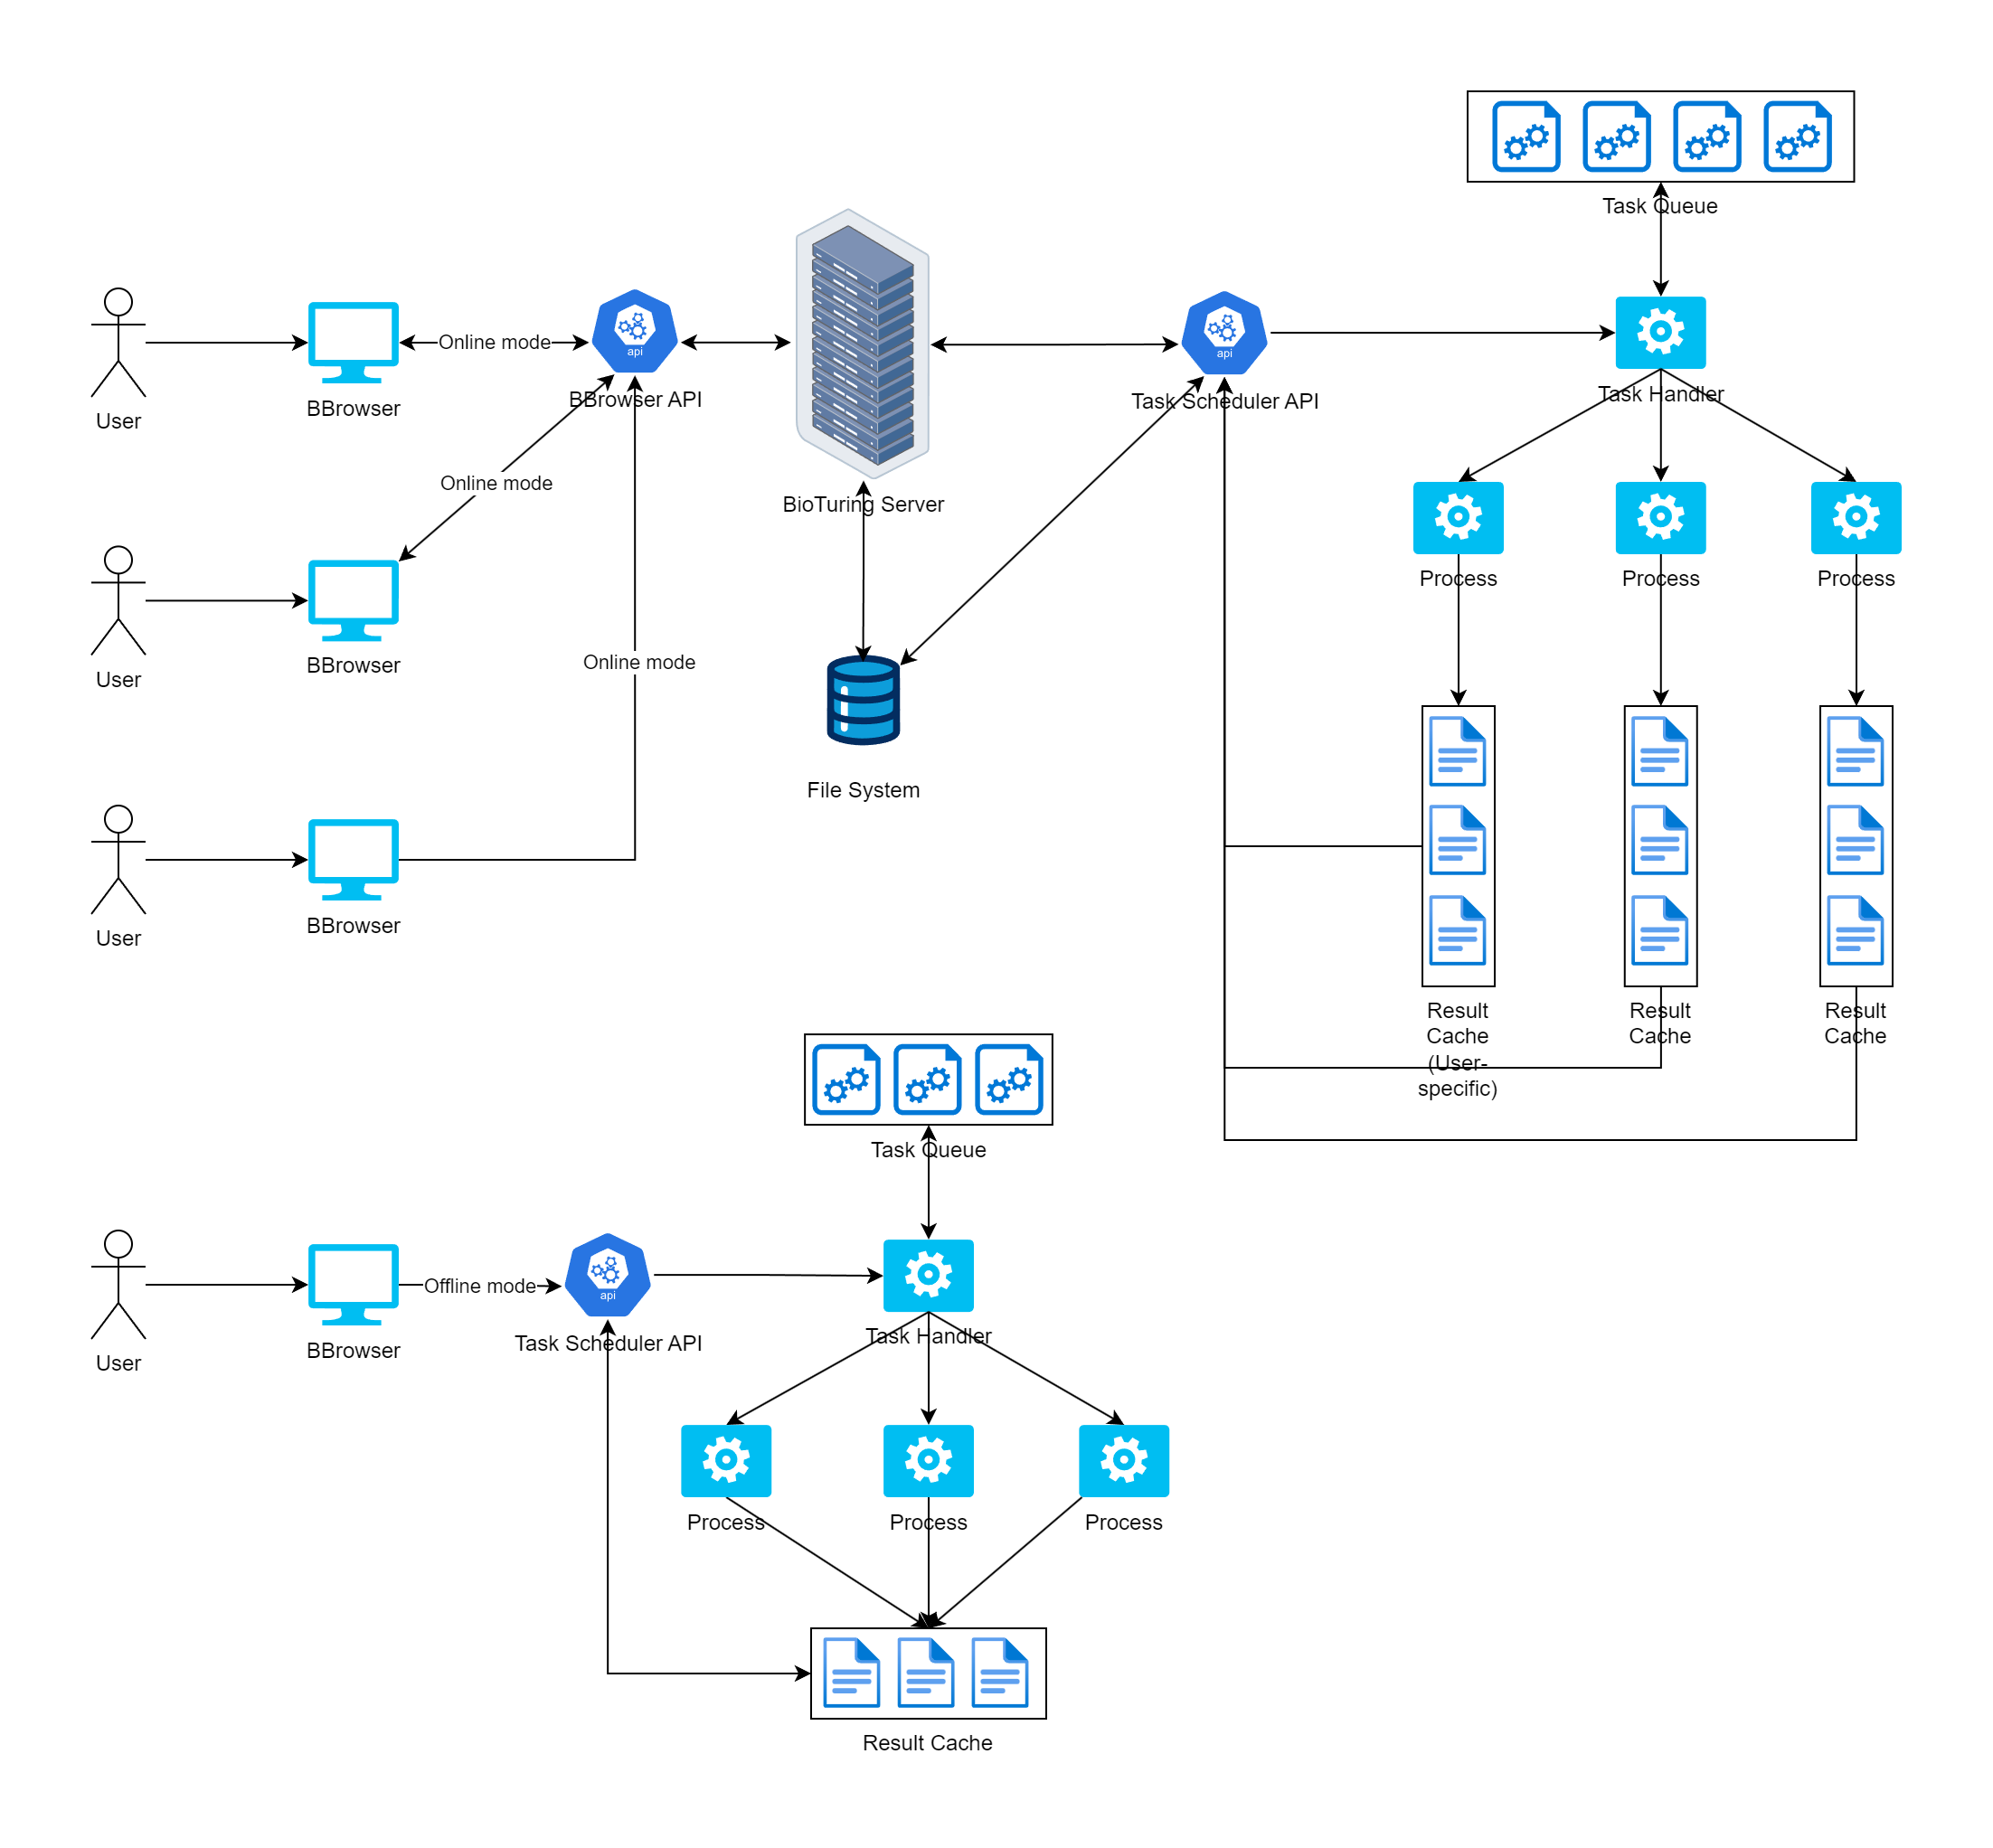 Task Queue
Online mode
api
api
User
BBrowser
BBrowser API
Task Scheduler API
Task Handler
Online mode
BioTuring Server
Process
Process
Process
User
BBrowser
Online mode
File System
User
BBrowser
Result
Cache
(User-
specific)
Result
Cache
Result
Cache
Task Queue
Offline mode
api
User
BBrowser
Task Scheduler API
Task Handler
Process
Process
Process
Result Cache